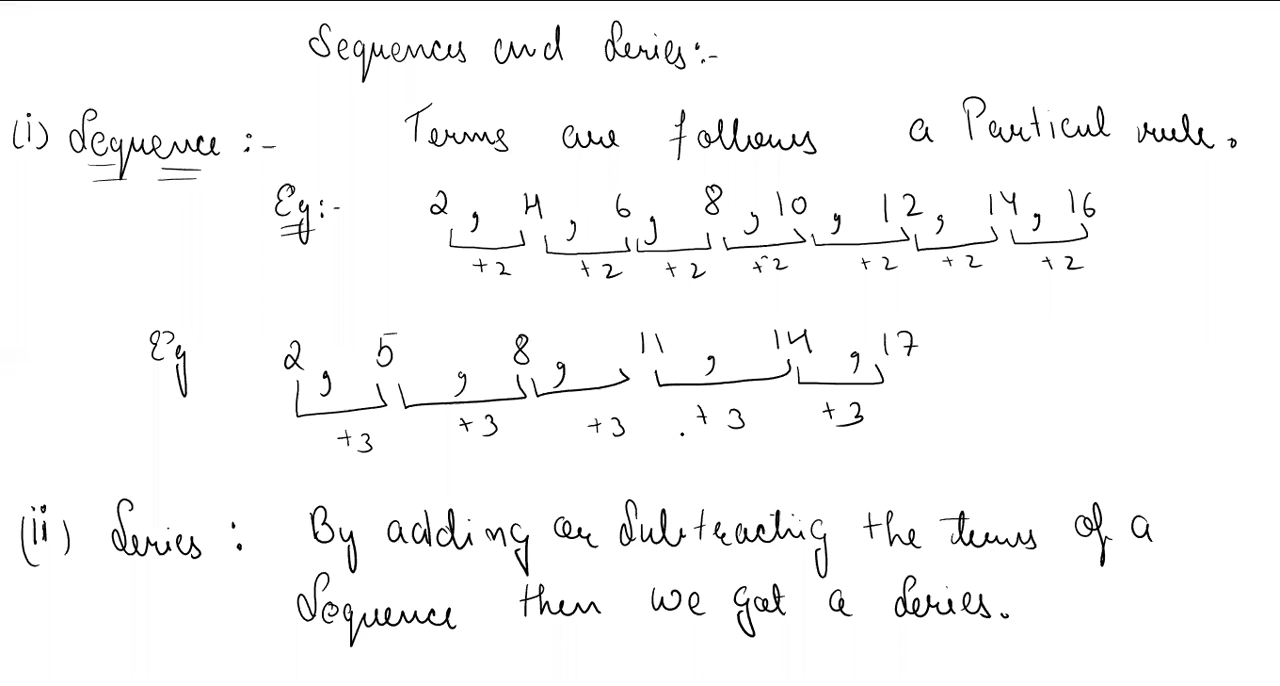 Sequences and Series:-
(i) Sequence :- Terms are follows a Particul rule.
Eg:- 2, 4, 6, 8, 10, 12, 14, 16
+2 +2 +2 +2 +2 +2 +2
Eg 2, 5, 8, 11, 14, 17
+3 +3 +3 +3 +3
(ii) Series : By adding or Subtracting the terms of a
Sequence then we get a Series.